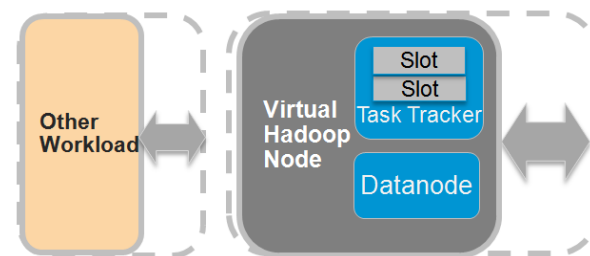 Other
Workload
Virtual
Hadoop
Node
Slot
Slot
Task Tracker
Datanode